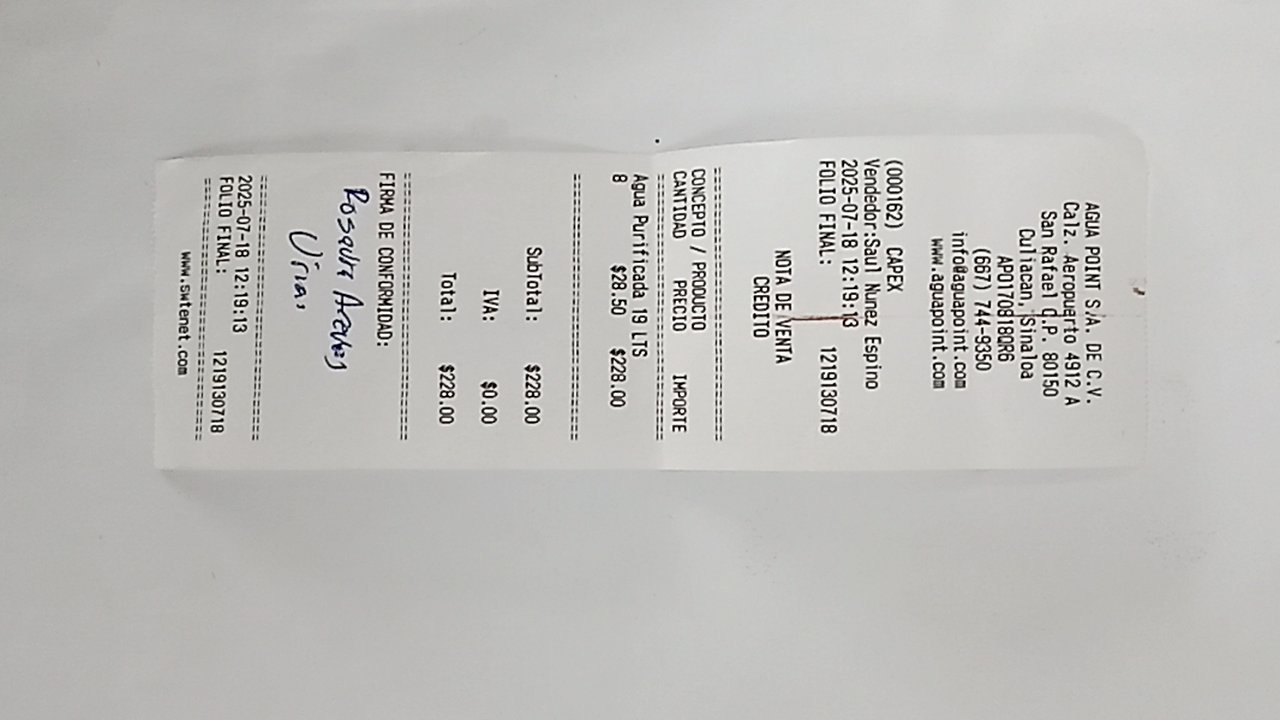 AGUA POINT S/A. DE C.V.
Calz. Aeropuerto 4912 A
San Rafael C.P. 80150
Culiacan, Sinaloa
APO170818QR6
(667) 744-9350
info@aguapoint.com
www.aguapoint.com
(000162) CAPEX
Vendedor:Saul Nunez Espino
2025-07-18 12:19:13
FOLIO FINAL: 1219130718
NOTA DE VENTA
CREDITO
CONCEPTO / PRODUCTO
CANTIDAD PRECIO IMPORTE
Agua Purificada 19 LTS
8 $28.50 $228.00
SubTotal: $228.00
IVA: $0.00
Total: $228.00
FIRMA DE CONFORMIDAD:
Rosaura
2025-07-18 12:19:13
FOLIO FINAL: 1219130718
www.swfenet.com